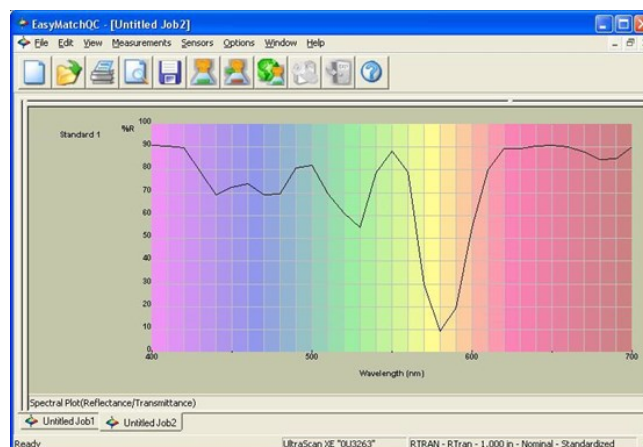 EasyMatchQC - [Untitled Job2]
File Edit View Measurements Sensors Options Window Help
Standard 1
%R
100
90
80
70
60
50
40
30
20
10
0
400 500 600 700
Wavelength (nm)
Spectral Plot(Reflectance/Transmittance)
Untitled Job1 Untitled Job2
Ready UltraScan XE "0U3263" RTRAN - RTran - 1.000 in - Nominal - Standardized